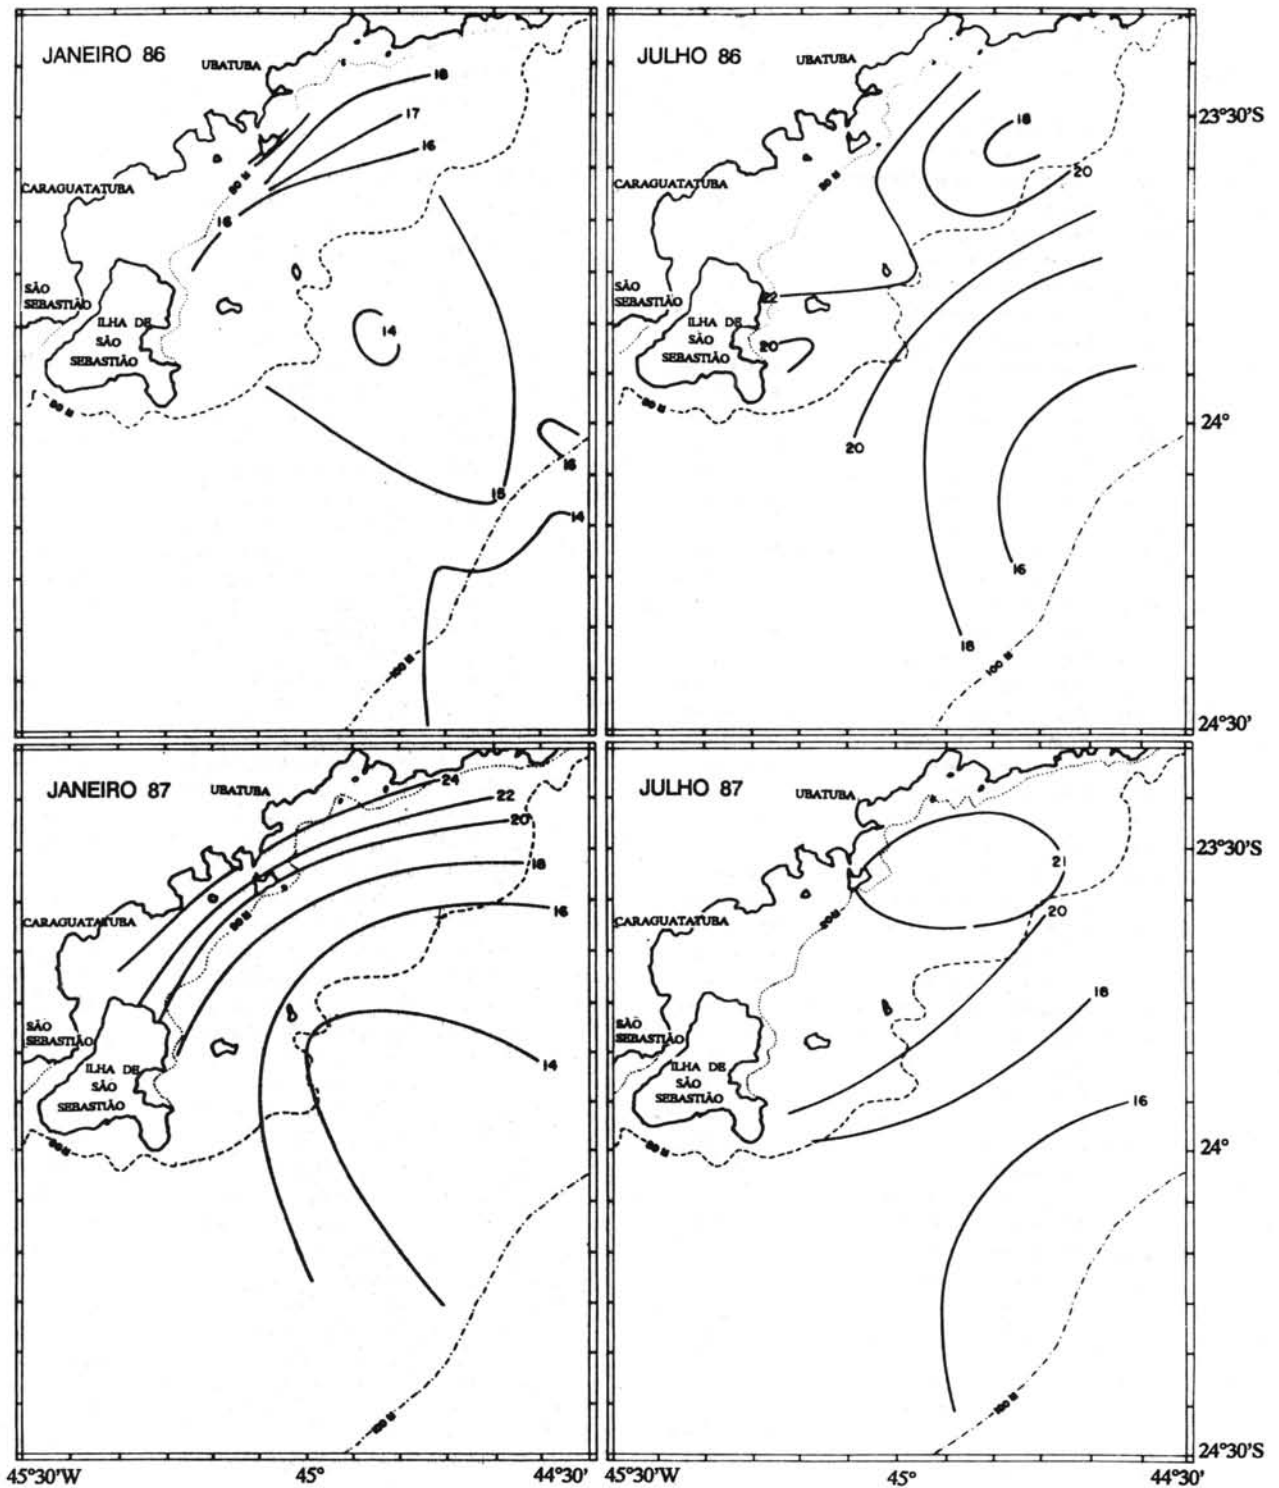 JANEIRO 86
UBATUBA
18
17
16
CARAGUATATUBA
16
SÃO
SEBASTIÃO
ILHA DE
SÃO
SEBASTIÃO
14
15
16
14
100 M
JULHO 86
UBATUBA
18
20
CARAGUATATUBA
22
SÃO
SEBASTIÃO
ILHA DE
SÃO
SEBASTIÃO
20
20
16
18
100 M
23°30'S
24°
24°30'
JANEIRO 87
UBATUBA
24
22
20
18
16
CARAGUATATUBA
SÃO
SEBASTIÃO
ILHA DE
SÃO
SEBASTIÃO
14
100 M
JULHO 87
UBATUBA
21
20
CARAGUATATUBA
18
SÃO
SEBASTIÃO
ILHA DE
SÃO
SEBASTIÃO
16
100 M
23°30'S
24°
24°30'S
45°30'W
45°
44°30'
45°
44°30'